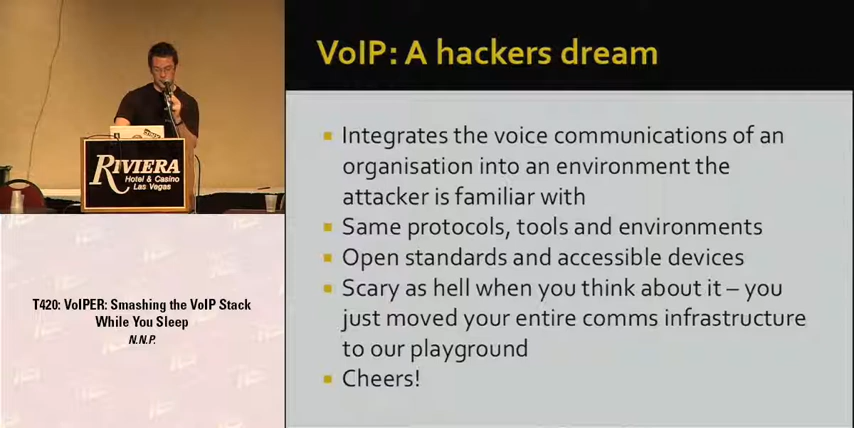 VoIP: A hackers dream
Integrates the voice communications of an
organisation into an environment the
attacker is familiar with
Same protocols, tools and environments
Open standards and accessible devices
Scary as hell when you think about it – you
just moved your entire comms infrastructure
to our playground
Cheers!
RIVIERA
Hotel & Casino
Las Vegas
T420: VoIPER: Smashing the VoIP Stack
While You Sleep
N.N.P.